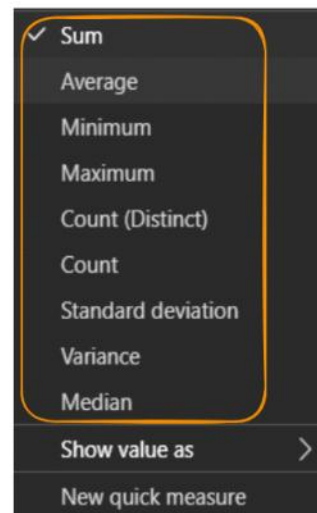 Sum
Average
Minimum
Maximum
Count (Distinct)
Count
Standard deviation
Variance
Median
Show value as
New quick measure